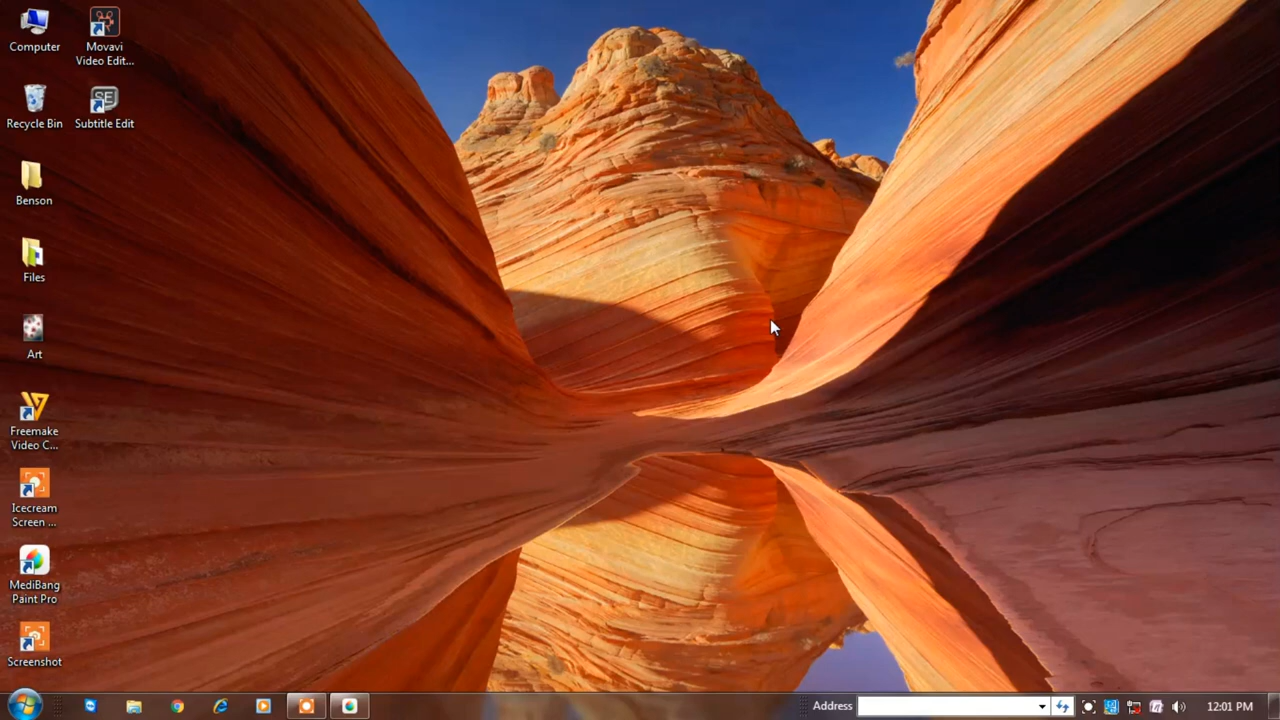 Computer
Movavi
Video Edit...
Recycle Bin
SE
Subtitle Edit
Benson
Files
Art
Freemake
Video C...
Icecream
Screen ...
MediBang
Paint Pro
Screenshot
Address
12:01 PM